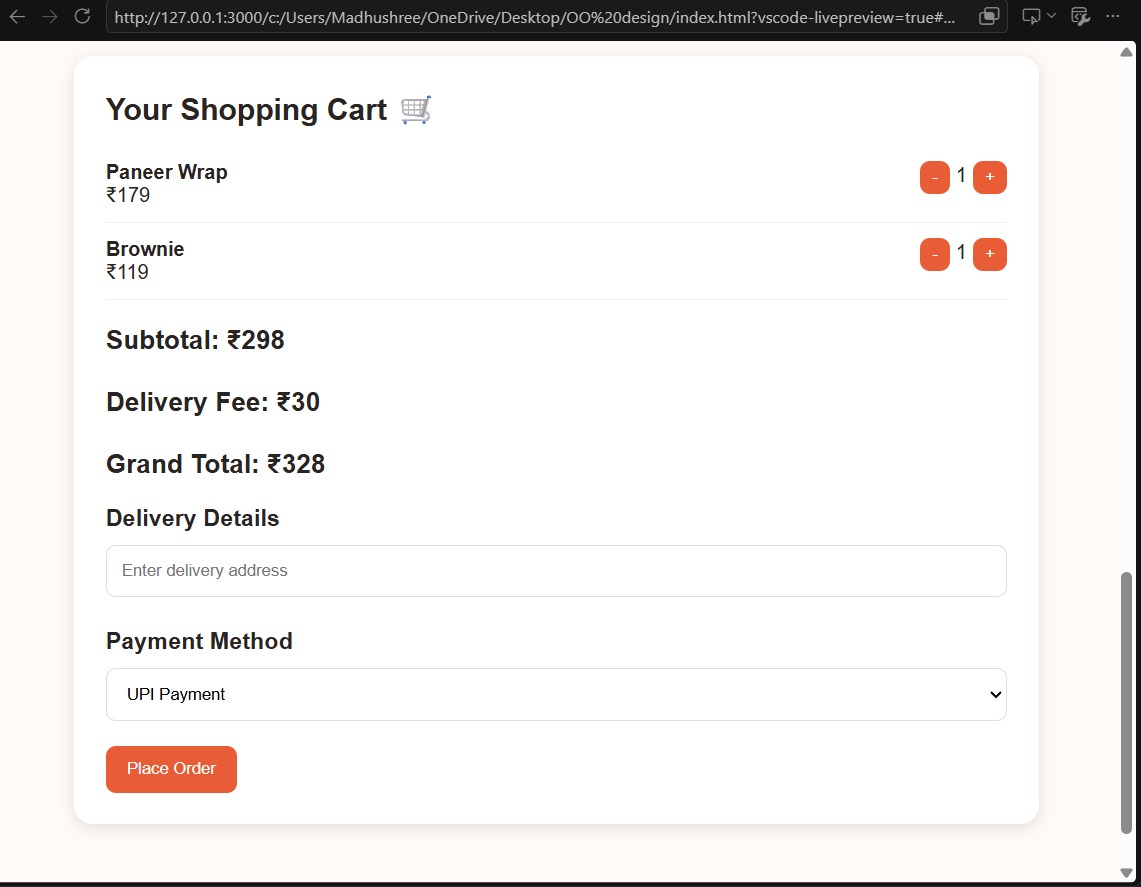 http://127.0.0.1:3000/c:/Users/Madhushree/OneDrive/Desktop/OO%20design/index.html?vscode-livepreview=true#...
Your Shopping Cart 🛒
Paneer Wrap
₹179
- 1 +
Brownie
₹119
- 1 +
Subtotal: ₹298
Delivery Fee: ₹30
Grand Total: ₹328
Delivery Details
Enter delivery address
Payment Method
UPI Payment
Place Order